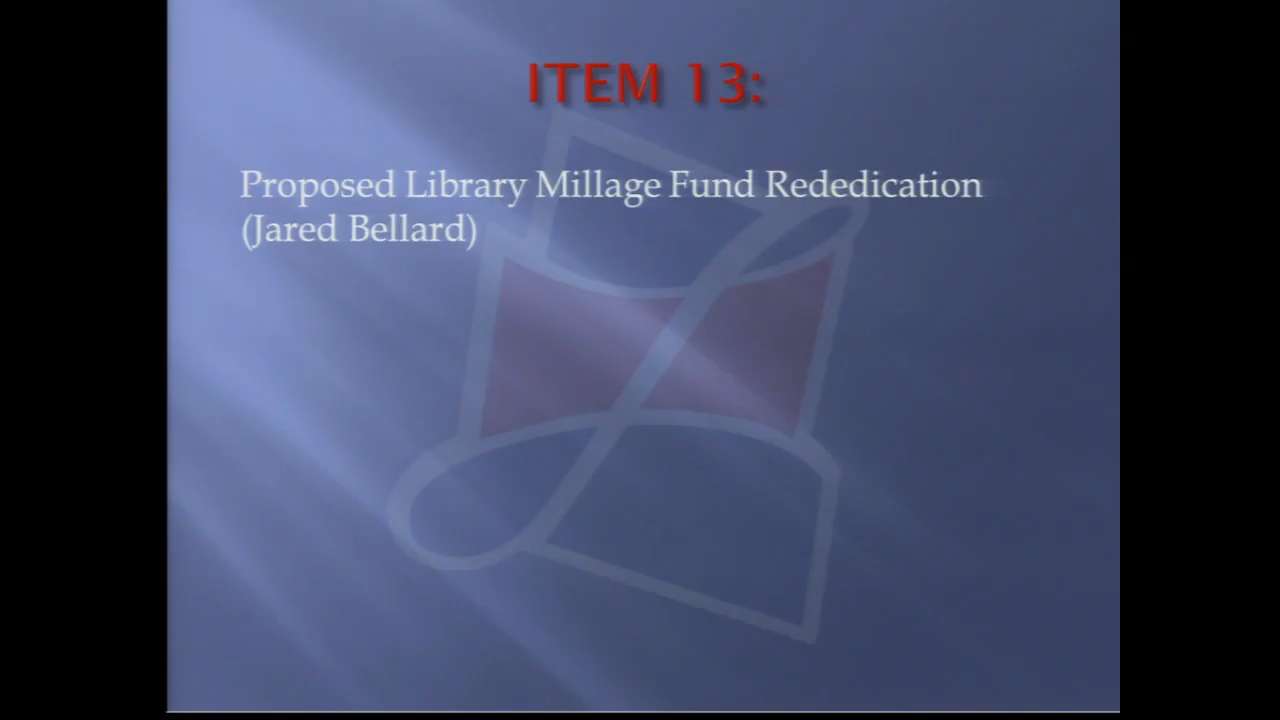 ITEM 13:
Proposed Library Millage Fund Rededication
(Jared Bellard)